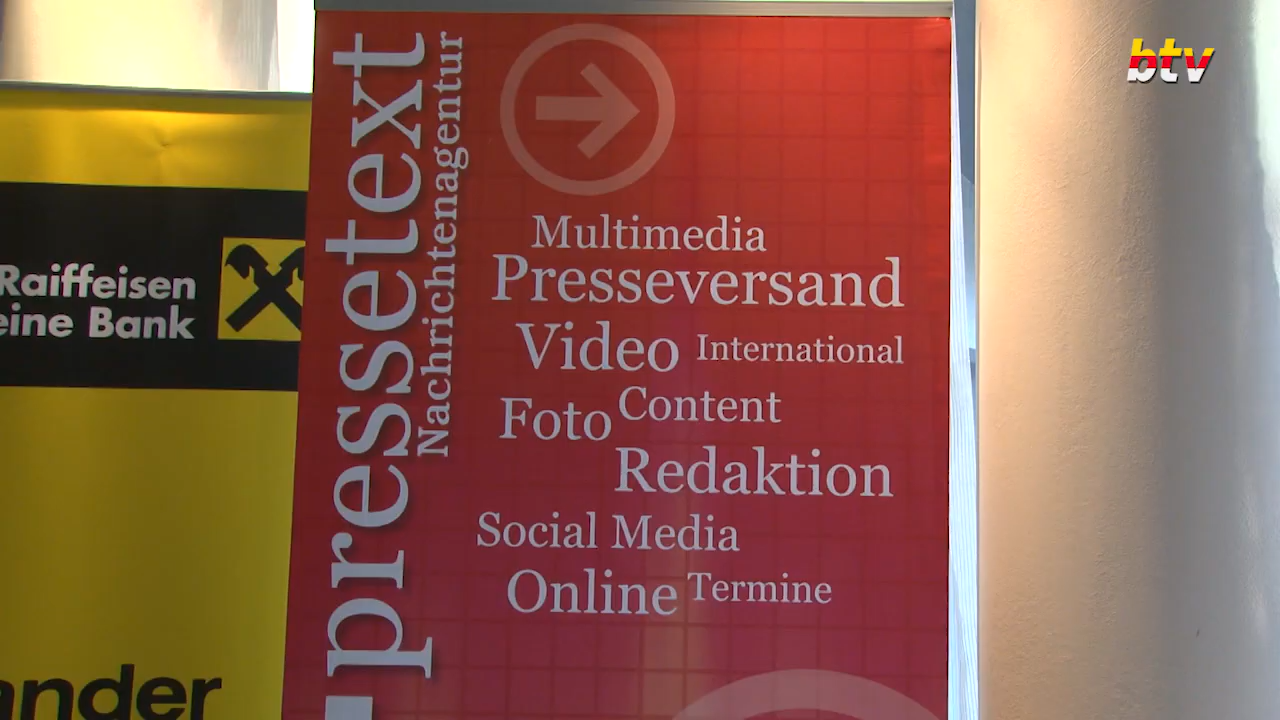 btv
Raiffeisen
eine Bank
ander
pressetext
Nachrichtenagentur
Multimedia
Presseversand
Video International
Foto Content
Redaktion
Social Media
Online Termine